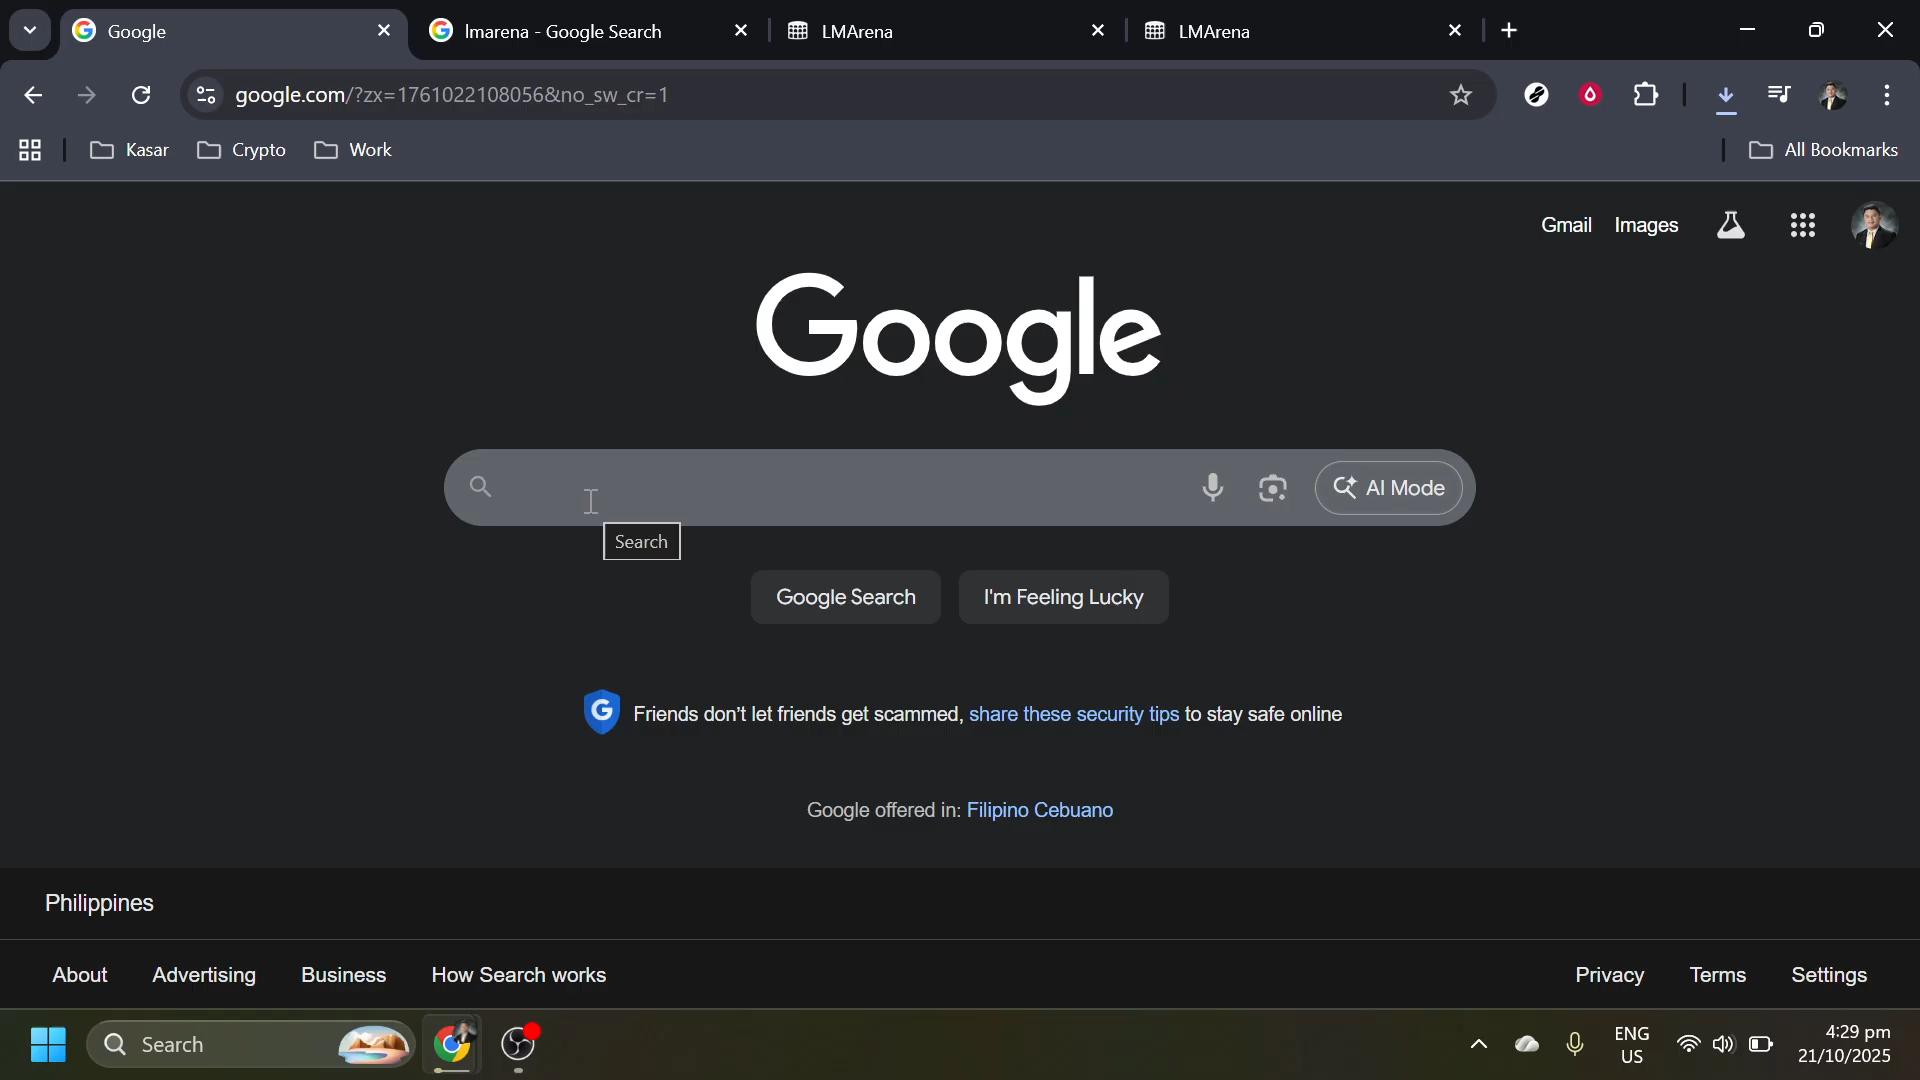 Google
lmarena - Google Search
LMArena
LMArena
google.com/?zx=1761022108056&no_sw_cr=1
Kasar
Crypto
Work
All Bookmarks
Gmail
Images
Google
AI Mode
Search
Google Search
I'm Feeling Lucky
G
Friends don't let friends get scammed, share these security tips to stay safe online
Google offered in: Filipino Cebuano
Philippines
About
Advertising
Business
How Search works
Privacy
Terms
Settings
Search
ENG
US
4:29 pm
21/10/2025